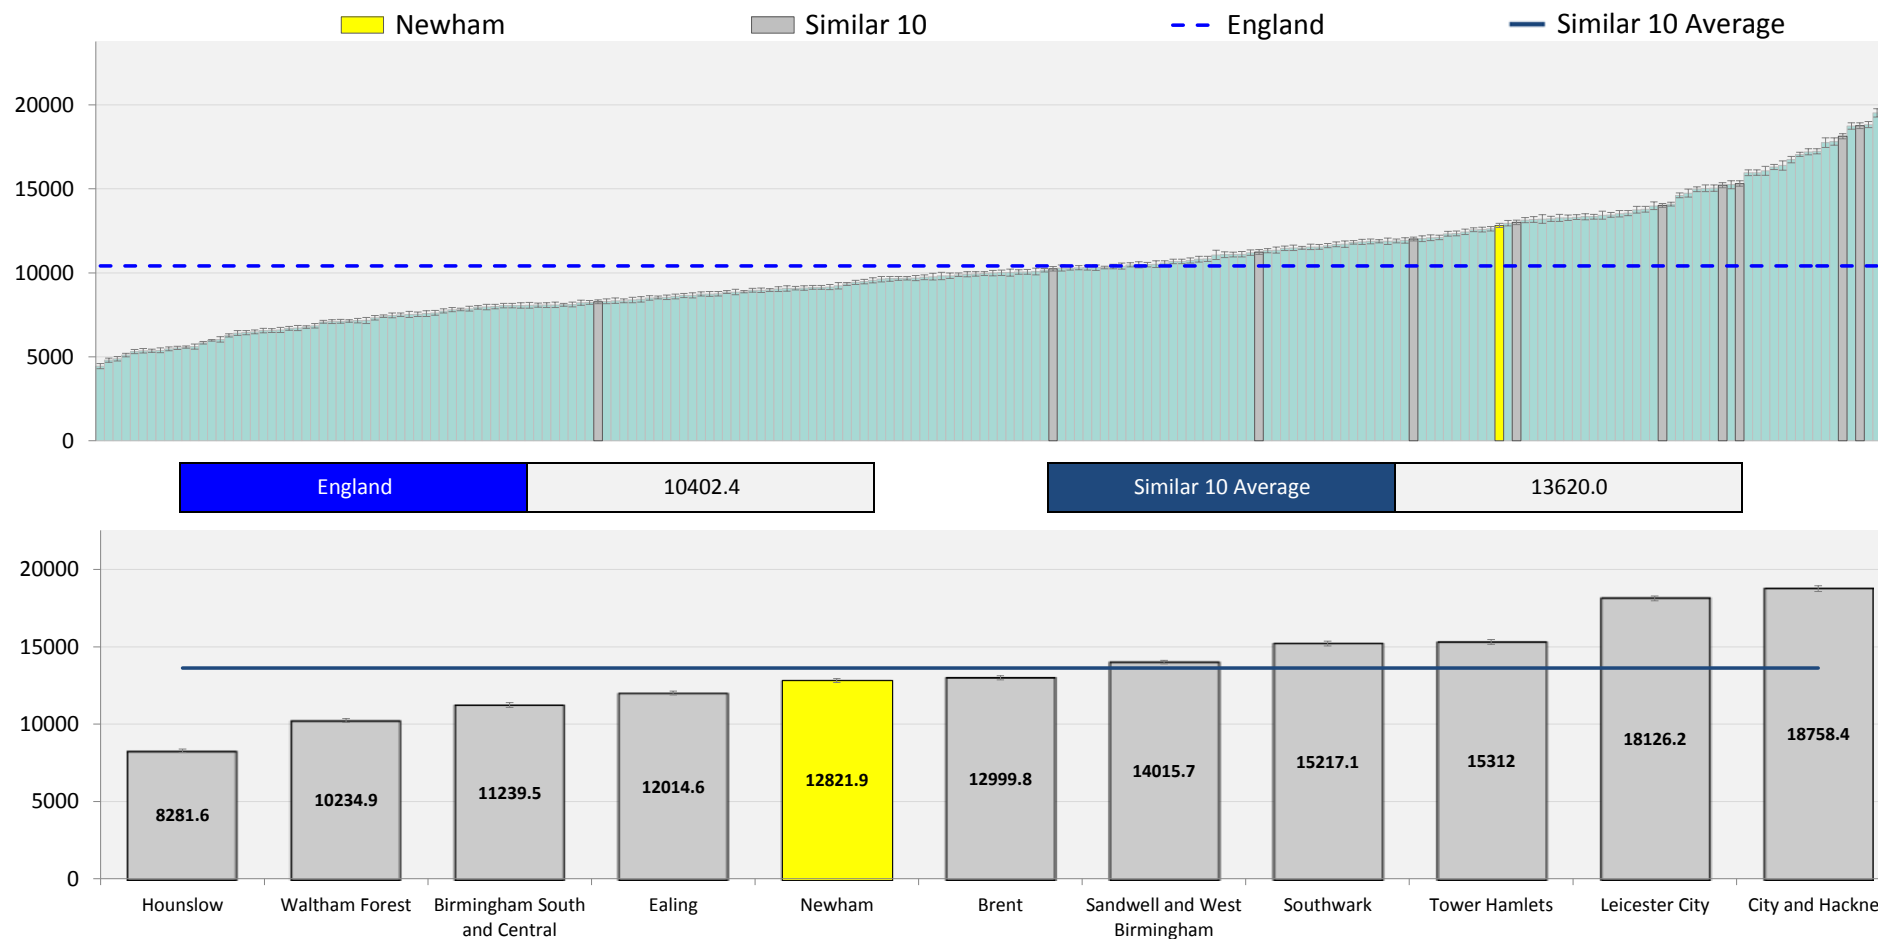 Newham Similar 10 England Similar 10 Average
20000
15000
10000
5000
0
England 10402.4 Similar 10 Average 13620.0
20000
15000
10000
5000
0
8281.6 10234.9 11239.5 12014.6 12821.9 12999.8 14015.7 15217.1 15312 18126.2 18758.4
Hounslow Waltham Forest Birmingham South Ealing Newham Brent Sandwell and West Southwark Tower Hamlets Leicester City City and Hackne
and Central Birmingham